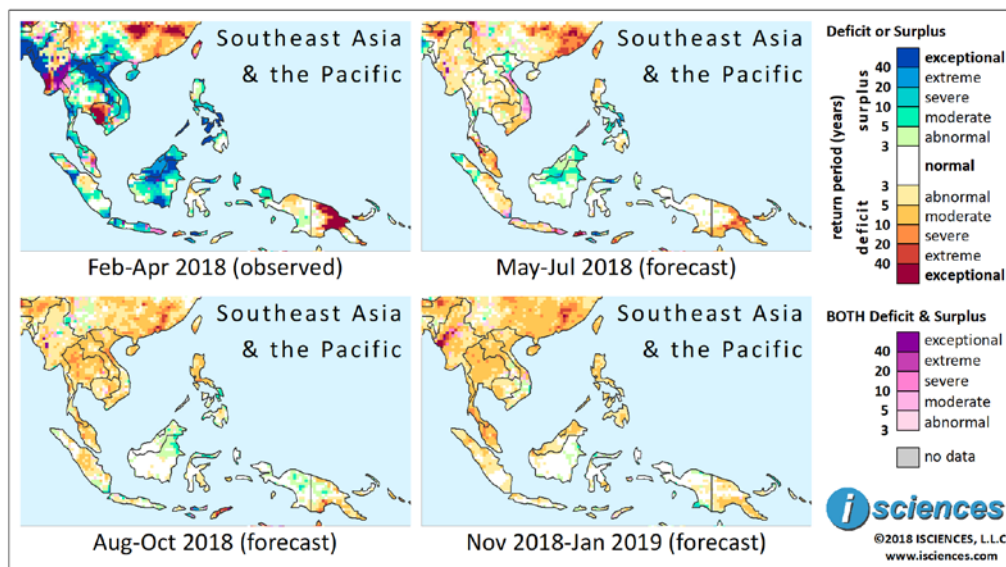 Southeast Asia
& the Pacific
Feb-Apr 2018 (observed)
Southeast Asia
& the Pacific
May-Jul 2018 (forecast)
Southeast Asia
& the Pacific
Aug-Oct 2018 (forecast)
Southeast Asia
& the Pacific
Nov 2018-Jan 2019 (forecast)
Deficit or Surplus
return period (years)
surplus
deficit
exceptional
40
extreme
20
severe
10
moderate
5
abnormal
3
normal
3
abnormal
5
moderate
10
severe
20
extreme
40
exceptional
BOTH Deficit & Surplus
exceptional
40
extreme
20
severe
10
moderate
5
abnormal
3
no data
i sciences
©2018 ISCIENCES, L.L.C.
www.isciences.com